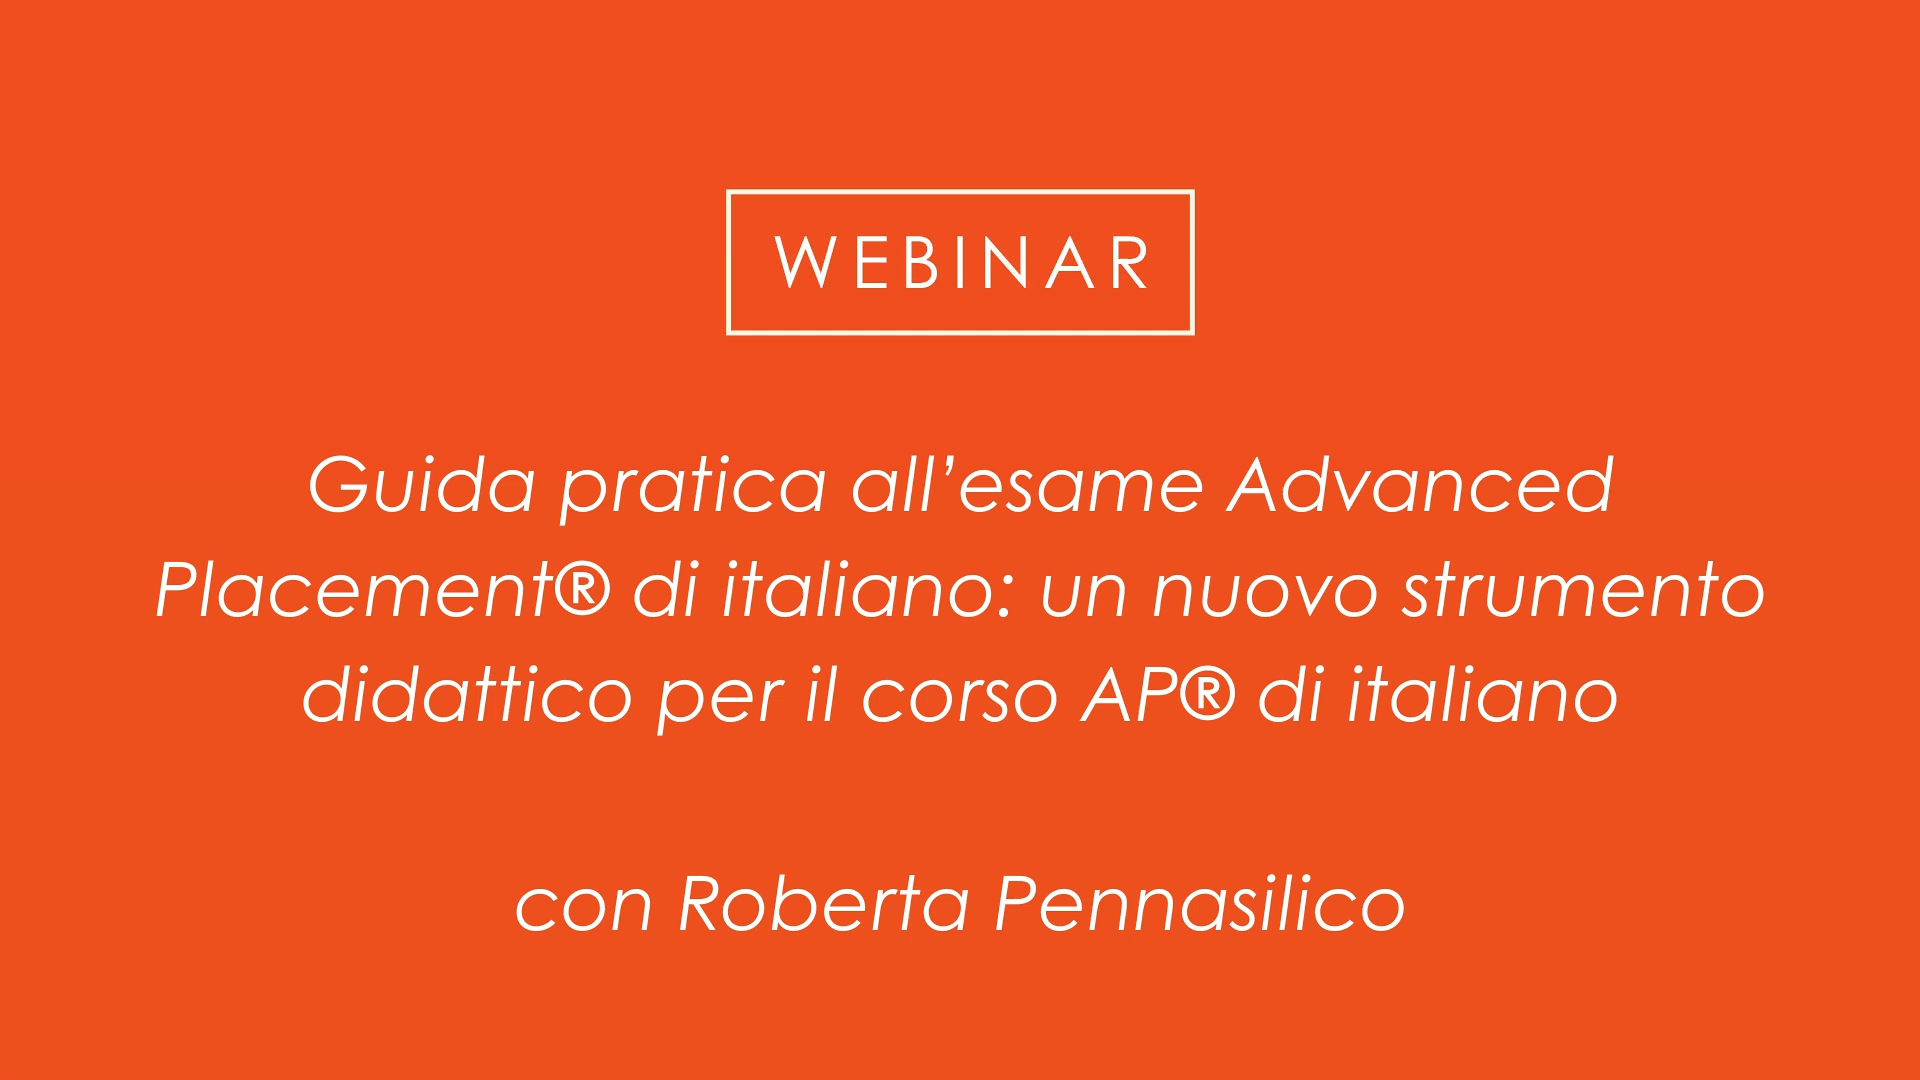 WEBINAR
Guida pratica all’esame Advanced
Placement® di italiano: un nuovo strumento
didattico per il corso AP® di italiano
con Roberta Pennasilico